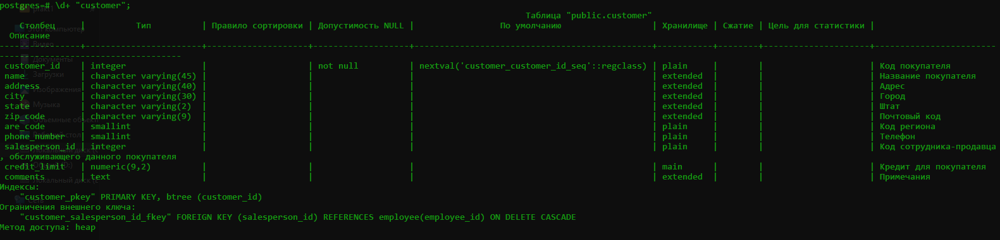 postgres=# \d+ "customer";
Таблица "public.customer"
Столбец | Тип | Правило сортировки | Допустимость NULL | По умолчанию | Хранилище | Сжатие | Цель для статистики |
Описание
----------------+-----------------------+--------------------+-------------------+-----------------------------------------------+-----------+--------+---------------------+------------------------
-----------------------------------
customer_id | integer | | not null | nextval('customer_customer_id_seq'::regclass) | plain | | | Код покупателя
name | character varying(45) | | | | extended | | | Название покупателя
address | character varying(40) | | | | extended | | | Адрес
city | character varying(30) | | | | extended | | | Город
state | character varying(2) | | | | extended | | | Штат
zip_code | character varying(9) | | | | extended | | | Почтовый код
are_code | smallint | | | | plain | | | Код региона
phone_number | smallint | | | | plain | | | Телефон
salesperson_id | integer | | | | plain | | | Код сотрудника-продавца
, обслуживающего данного покупателя
credit_limit | numeric(9,2) | | | | main | | | Кредит для покупателя
comments | text | | | | extended | | | Примечания
Индексы:
"customer_pkey" PRIMARY KEY, btree (customer_id)
Ограничения внешнего ключа:
"customer_salesperson_id_fkey" FOREIGN KEY (salesperson_id) REFERENCES employee(employee_id) ON DELETE CASCADE
Метод доступа: heap